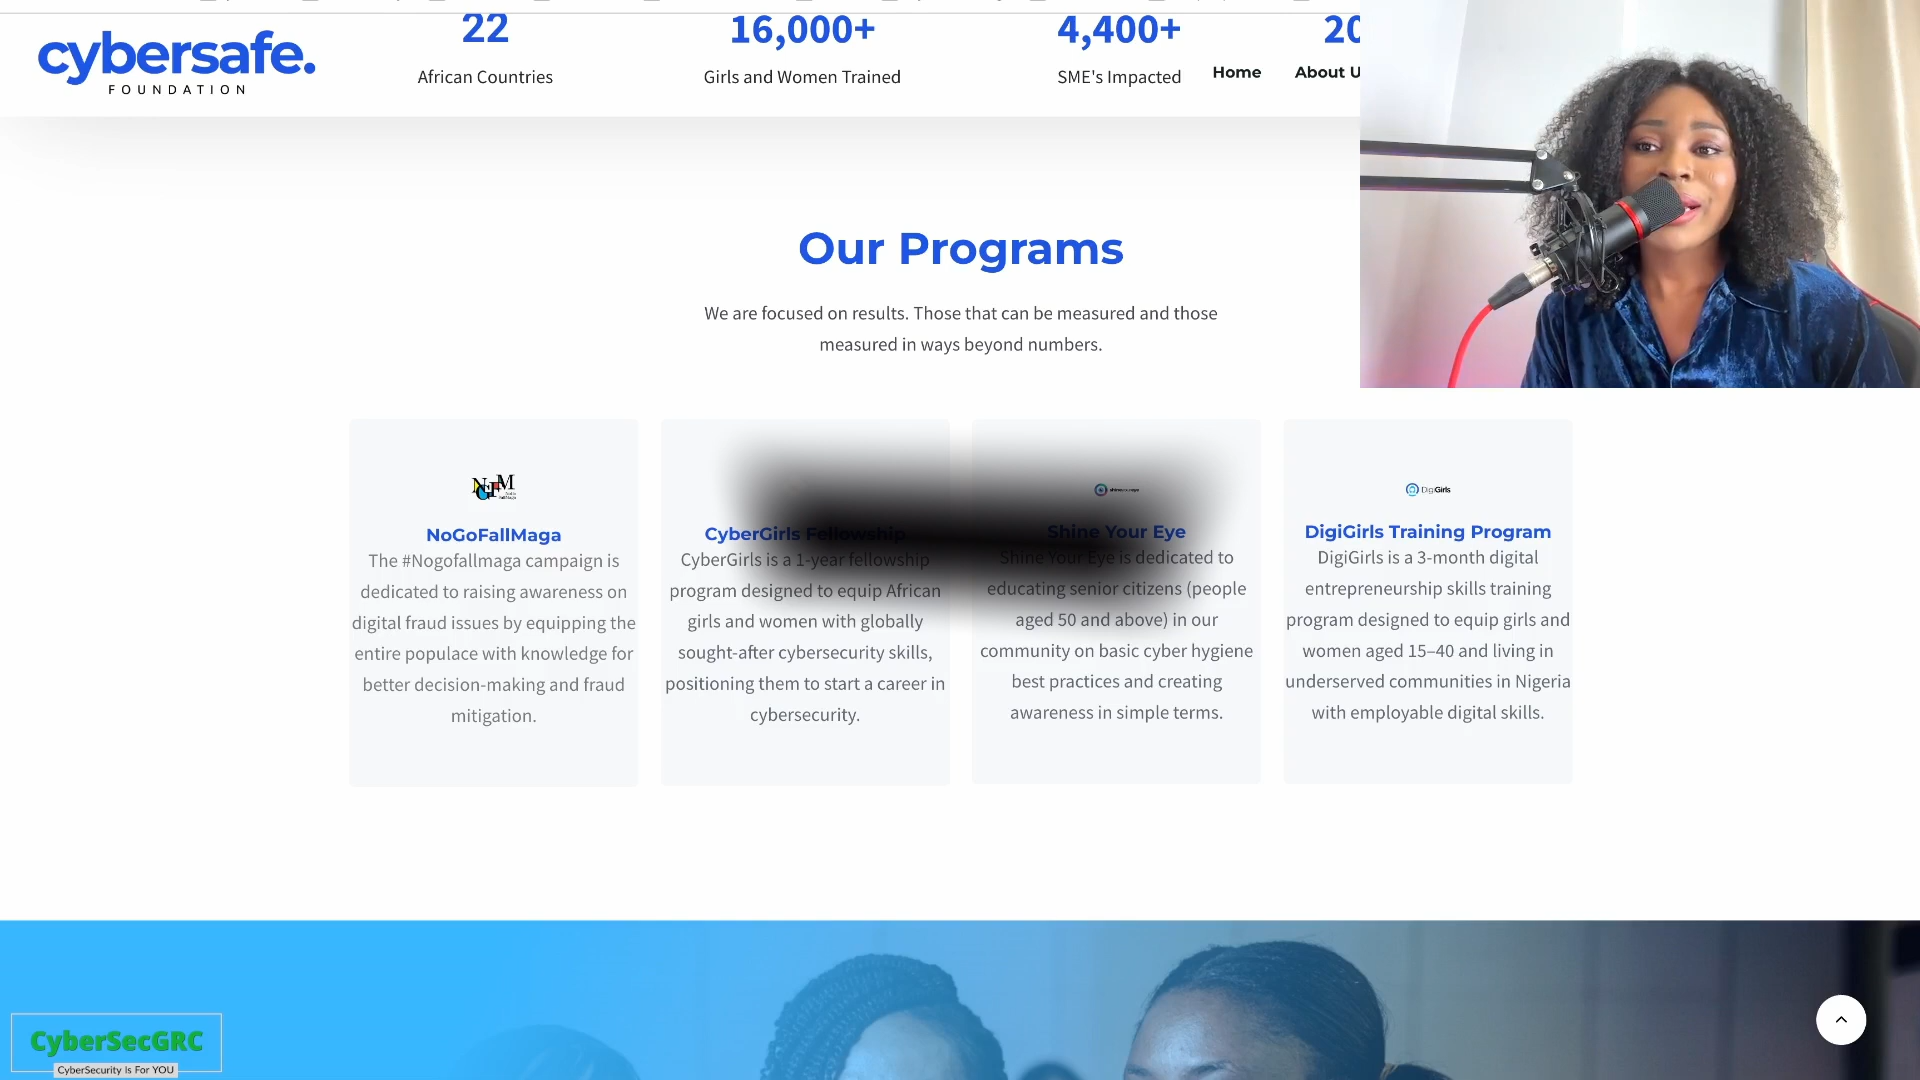 cybersafe.
FOUNDATION
22
African Countries
16,000+
Girls and Women Trained
4,400+
SME's Impacted
20
Home
About U
Our Programs
We are focused on results. Those that can be measured and those
measured in ways beyond numbers.
NoGoFallMaga
The #Nogofallmaga campaign is
dedicated to raising awareness on
digital fraud issues by equipping the
entire populace with knowledge for
better decision-making and fraud
mitigation.
CyberGirls Fellowship
CyberGirls is a 1-year fellowship
program designed to equip African
girls and women with globally
sought-after cybersecurity skills,
positioning them to start a career in
cybersecurity.
Shine Your Eye
Shine Your Eye is dedicated to
educating senior citizens (people
aged 50 and above) in our
community on basic cyber hygiene
best practices and creating
awareness in simple terms.
DigiGirls
DigiGirls Training Program
DigiGirls is a 3-month digital
entrepreneurship skills training
program designed to equip girls and
women aged 15–40 and living in
underserved communities in Nigeria
with employable digital skills.
CyberSecGRC
CyberSecurity Is For YOU